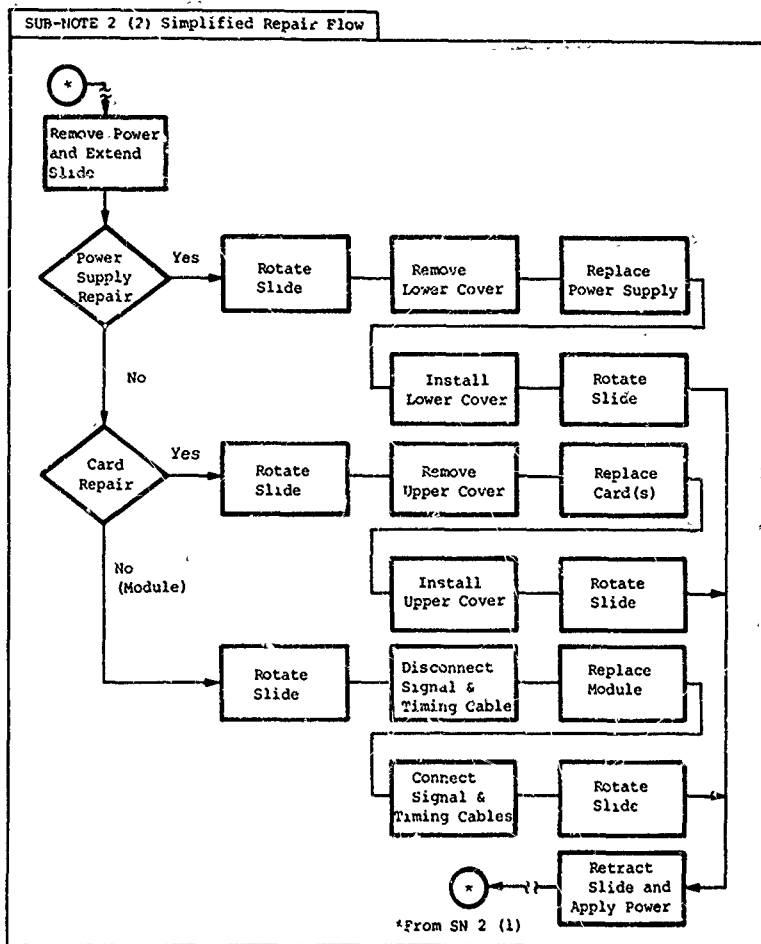 SUB-NOTE 2 (2) Simplified Repair Flow
*
Remove Power
and Extend
Slide
Power
Supply
Repair
Yes
Rotate
Slide
Remove
Lower Cover
Replace
Power Supply
No
Install
Lower Cover
Rotate
Slide
Card
Repair
Yes
Rotate
Slide
Remove
Upper Cover
Replace
Card(s)
No
(Module)
Install
Upper Cover
Rotate
Slide
Rotate
Slide
Disconnect
Signal &
Timing Cable
Replace
Module
Connect
Signal &
Timing Cables
Rotate
Slide
Retract
Slide and
Apply Power
*
*From SN 2 (1)